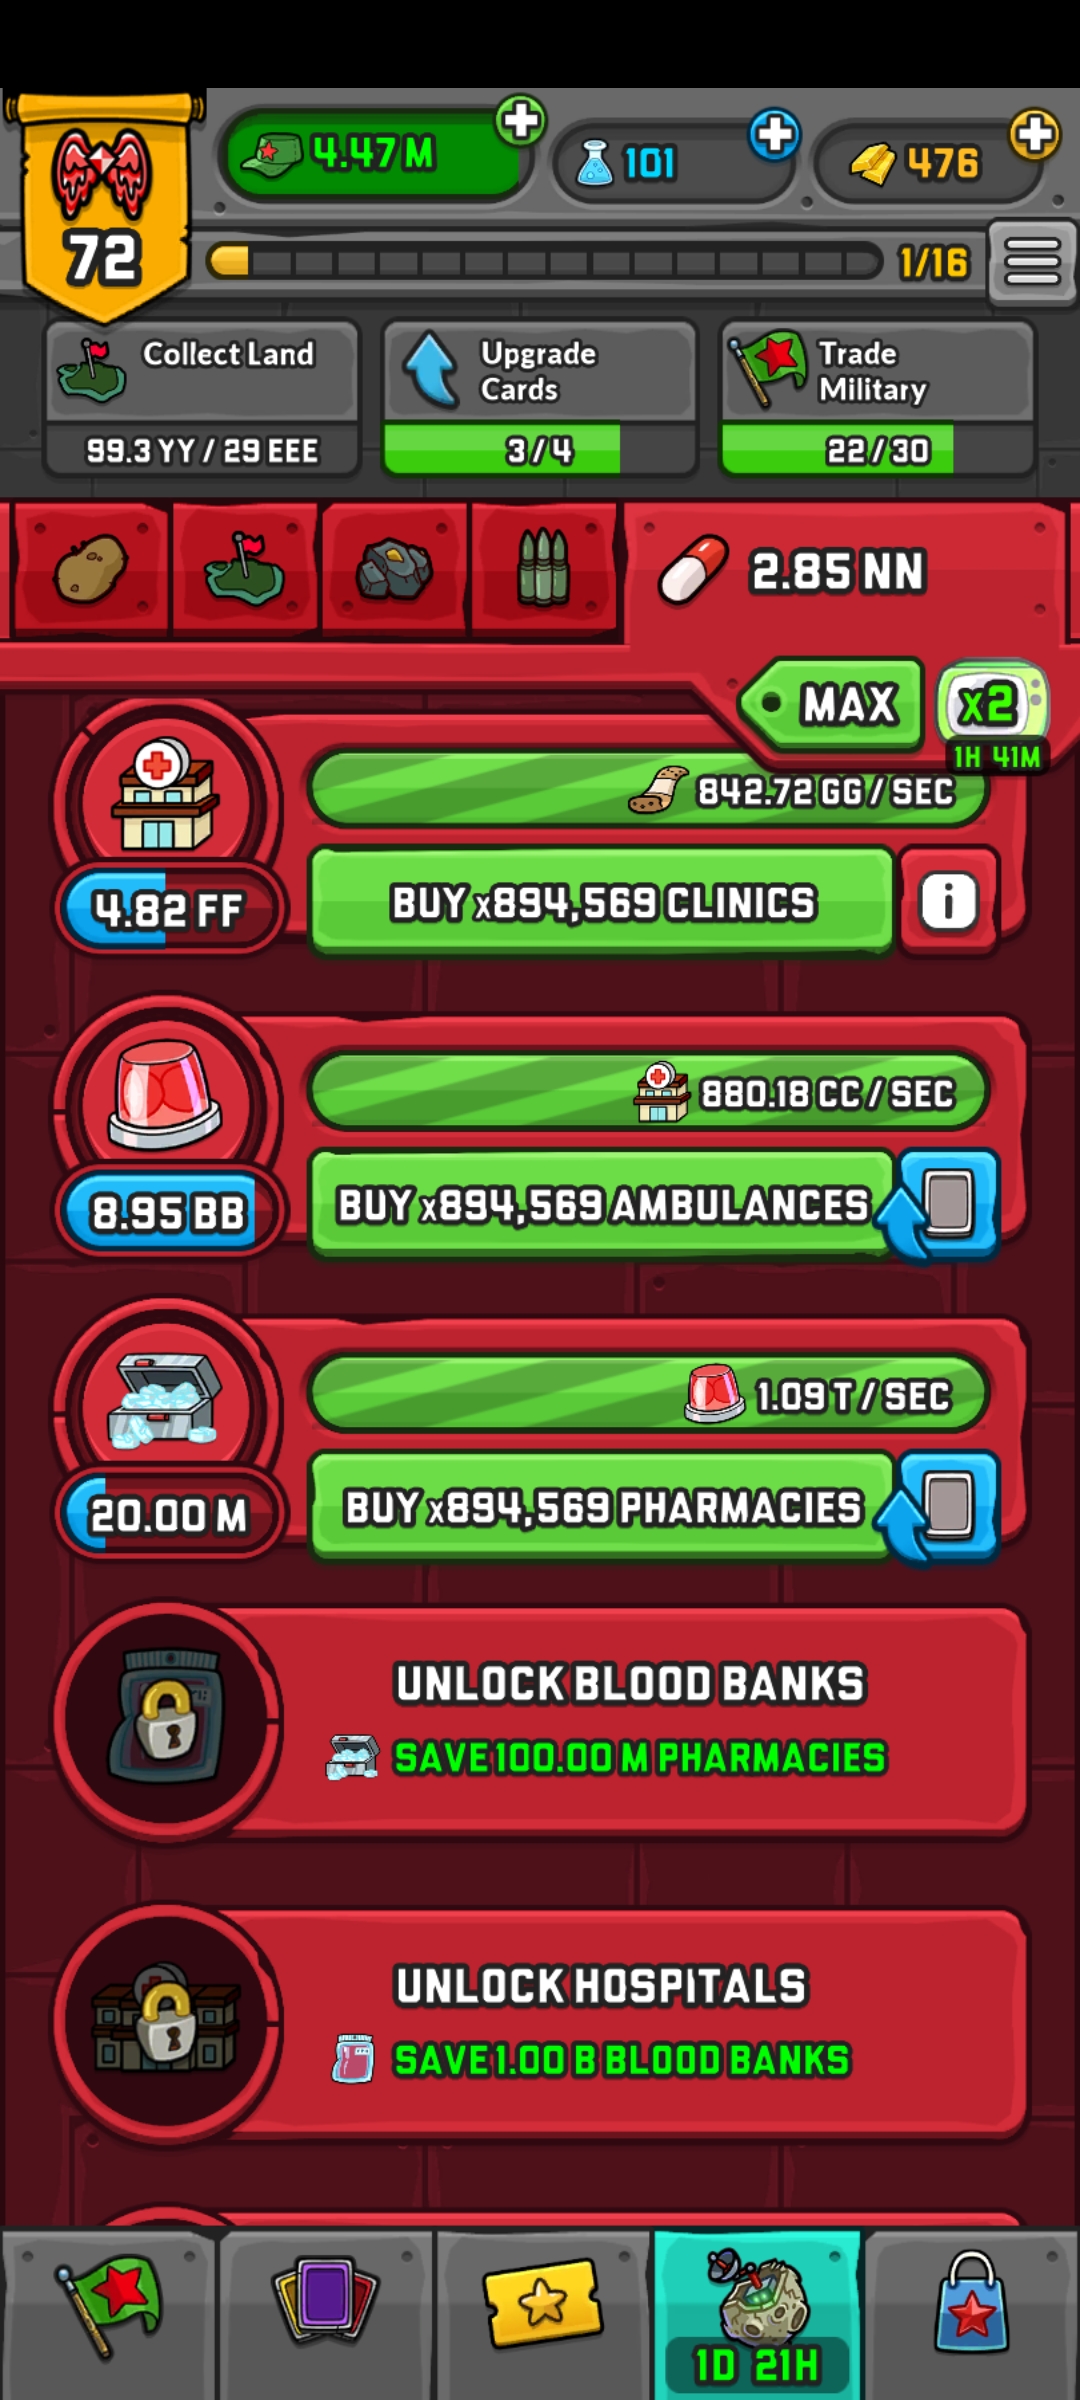 4.47 M
101
476
72
1/16
Collect Land
99.3 YY / 29 EEE
Upgrade
Cards
3/4
Trade
Military
22/30
2.85 NN
MAX
x2
1H 41M
842.72 GG / SEC
4.82 FF
BUY x894,569 CLINICS
i
880.18 CC / SEC
8.95 BB
BUY x894,569 AMBULANCES
1.09 T / SEC
20.00 M
BUY x894,569 PHARMACIES
UNLOCK BLOOD BANKS
SAVE 100.00 M PHARMACIES
UNLOCK HOSPITALS
SAVE 1.00 B BLOOD BANKS
1D 21H